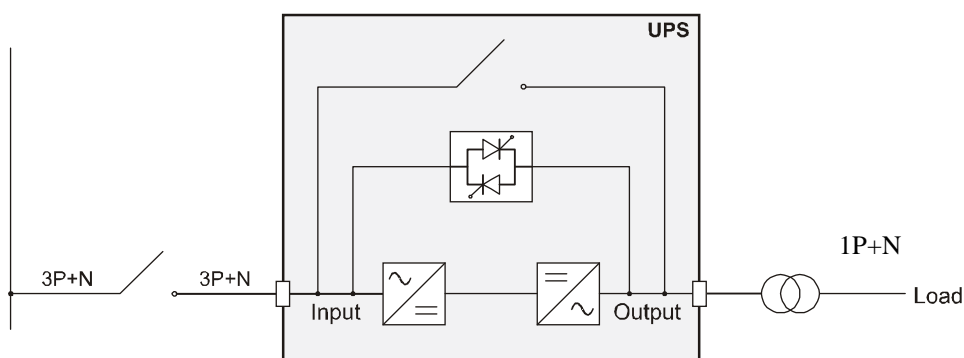 UPS
1P+N
3P+N
3P+N
Input
Output
Load